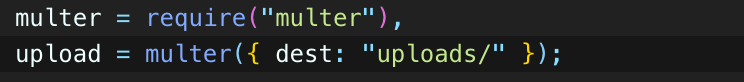 multer = require("multer"),
upload = multer({ dest: "uploads/" });